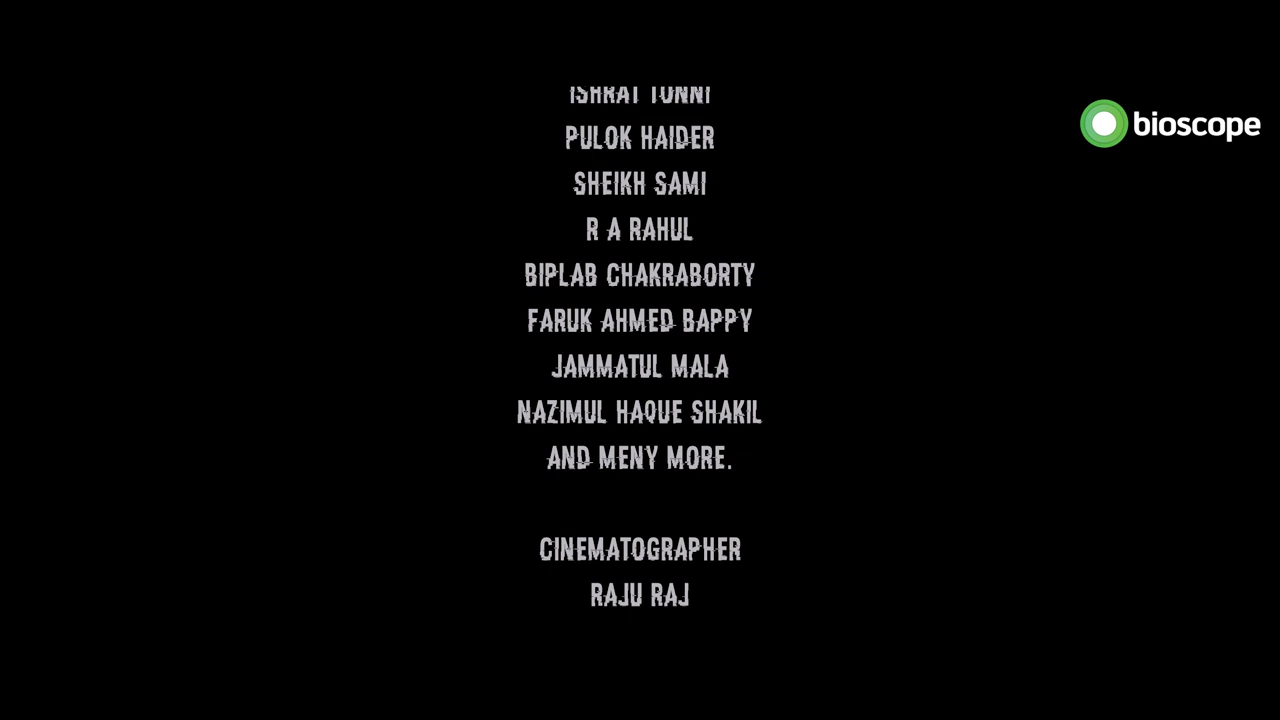 ISHRAT TONNI
PULOK HAIDER
SHEIKH SAMI
R A RAHUL
BIPLAB CHAKRABORTY
FARUK AHMED BAPPY
JAMMATUL MALA
NAZIMUL HAQUE SHAKIL
AND MENY MORE.
CINEMATOGRAPHER
RAJU RAJ
bioscope